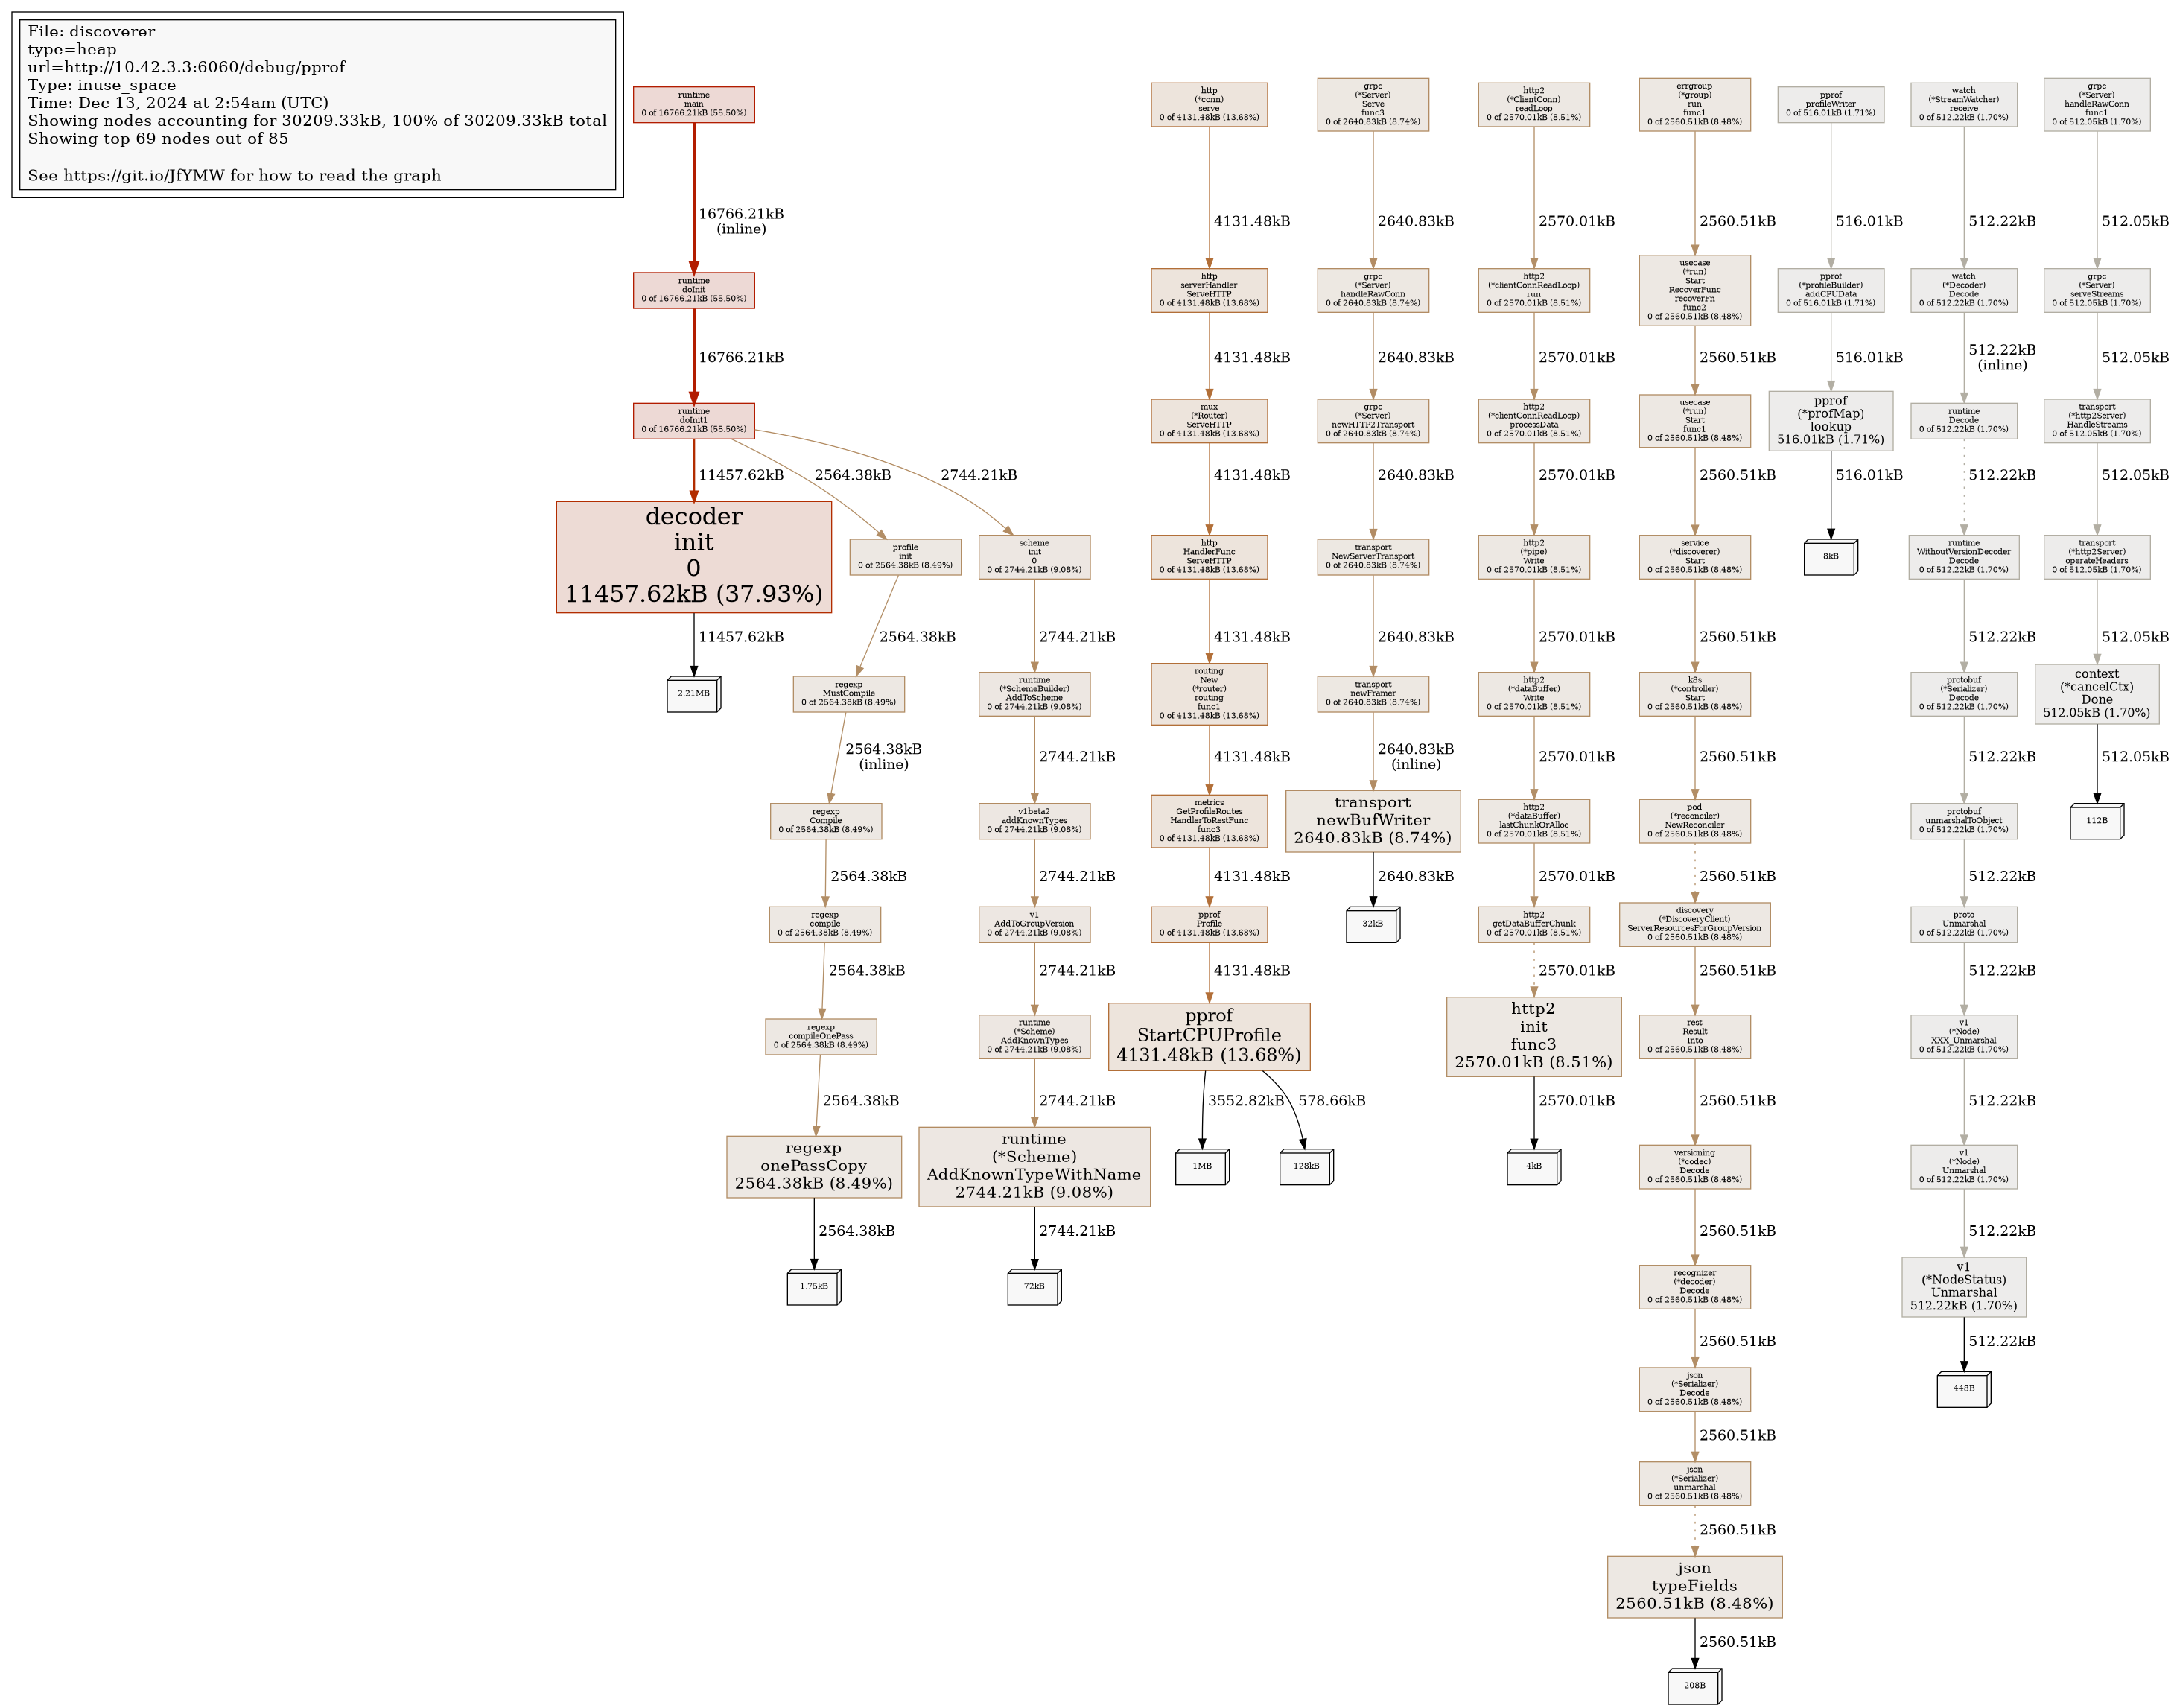 File: discoverer
type=heap
url=http://10.42.3.3:6060/debug/pprof
Type: inuse_space
Time: Dec 13, 2024 at 2:54am (UTC)
Showing nodes accounting for 30209.33kB, 100% of 30209.33kB total
Showing top 69 nodes out of 85
See https://git.io/JfYMW for how to read the graph
runtime
main
0 of 16766.21kB (55.50%)
16766.21kB
(inline)
runtime
doInit
0 of 16766.21kB (55.50%)
16766.21kB
runtime
doInit1
0 of 16766.21kB (55.50%)
11457.62kB
2564.38kB
2744.21kB
decoder
init
0
11457.62kB (37.93%)
11457.62kB
2.21MB
profile
init
0 of 2564.38kB (8.49%)
2564.38kB
regexp
MustCompile
0 of 2564.38kB (8.49%)
2564.38kB
(inline)
regexp
Compile
0 of 2564.38kB (8.49%)
2564.38kB
regexp
compile
0 of 2564.38kB (8.49%)
2564.38kB
regexp
compileOnePass
0 of 2564.38kB (8.49%)
2564.38kB
regexp
onePassCopy
2564.38kB (8.49%)
2564.38kB
1.75kB
scheme
init
0
0 of 2744.21kB (9.08%)
2744.21kB
runtime
(*SchemeBuilder)
AddToScheme
0 of 2744.21kB (9.08%)
2744.21kB
v1beta2
addKnownTypes
0 of 2744.21kB (9.08%)
2744.21kB
v1
AddToGroupVersion
0 of 2744.21kB (9.08%)
2744.21kB
runtime
(*Scheme)
AddKnownTypes
0 of 2744.21kB (9.08%)
2744.21kB
runtime
(*Scheme)
AddKnownTypeWithName
2744.21kB (9.08%)
2744.21kB
72kB
http
(*conn)
serve
0 of 4131.48kB (13.68%)
4131.48kB
http
serverHandler
ServeHTTP
0 of 4131.48kB (13.68%)
4131.48kB
mux
(*Router)
ServeHTTP
0 of 4131.48kB (13.68%)
4131.48kB
http
HandlerFunc
ServeHTTP
0 of 4131.48kB (13.68%)
4131.48kB
routing
New
(*router)
routing
func1
0 of 4131.48kB (13.68%)
4131.48kB
metrics
GetProfileRoutes
HandlerToRestFunc
func3
0 of 4131.48kB (13.68%)
4131.48kB
pprof
Profile
0 of 4131.48kB (13.68%)
4131.48kB
pprof
StartCPUProfile
4131.48kB (13.68%)
3552.82kB
578.66kB
1MB
128kB
grpc
(*Server)
Serve
func3
0 of 2640.83kB (8.74%)
2640.83kB
grpc
(*Server)
handleRawConn
0 of 2640.83kB (8.74%)
2640.83kB
grpc
(*Server)
newHTTP2Transport
0 of 2640.83kB (8.74%)
2640.83kB
transport
NewServerTransport
0 of 2640.83kB (8.74%)
2640.83kB
transport
newFramer
0 of 2640.83kB (8.74%)
2640.83kB
(inline)
transport
newBufWriter
2640.83kB (8.74%)
2640.83kB
32kB
http2
(*ClientConn)
readLoop
0 of 2570.01kB (8.51%)
2570.01kB
http2
(*clientConnReadLoop)
run
0 of 2570.01kB (8.51%)
2570.01kB
http2
(*clientConnReadLoop)
processData
0 of 2570.01kB (8.51%)
2570.01kB
http2
(*pipe)
Write
0 of 2570.01kB (8.51%)
2570.01kB
http2
(*dataBuffer)
Write
0 of 2570.01kB (8.51%)
2570.01kB
http2
(*dataBuffer)
lastChunkOrAlloc
0 of 2570.01kB (8.51%)
2570.01kB
http2
getDataBufferChunk
0 of 2570.01kB (8.51%)
2570.01kB
http2
init
func3
2570.01kB (8.51%)
2570.01kB
4kB
errgroup
(*group)
run
func1
0 of 2560.51kB (8.48%)
2560.51kB
usecase
(*run)
Start
RecoverFunc
recoverFn
func2
0 of 2560.51kB (8.48%)
2560.51kB
usecase
(*run)
Start
func1
0 of 2560.51kB (8.48%)
2560.51kB
service
(*discoverer)
Start
0 of 2560.51kB (8.48%)
2560.51kB
k8s
(*controller)
Start
0 of 2560.51kB (8.48%)
2560.51kB
pod
(*reconciler)
NewReconciler
0 of 2560.51kB (8.48%)
2560.51kB
discovery
(*DiscoveryClient)
ServerResourcesForGroupVersion
0 of 2560.51kB (8.48%)
2560.51kB
rest
Result
Into
0 of 2560.51kB (8.48%)
2560.51kB
versioning
(*codec)
Decode
0 of 2560.51kB (8.48%)
2560.51kB
recognizer
(*decoder)
Decode
0 of 2560.51kB (8.48%)
2560.51kB
json
(*Serializer)
Decode
0 of 2560.51kB (8.48%)
2560.51kB
json
(*Serializer)
unmarshal
0 of 2560.51kB (8.48%)
2560.51kB
json
typeFields
2560.51kB (8.48%)
2560.51kB
208B
pprof
profileWriter
0 of 516.01kB (1.71%)
516.01kB
pprof
(*profileBuilder)
addCPUData
0 of 516.01kB (1.71%)
516.01kB
pprof
(*profMap)
lookup
516.01kB (1.71%)
516.01kB
8kB
watch
(*StreamWatcher)
receive
0 of 512.22kB (1.70%)
512.22kB
watch
(*Decoder)
Decode
0 of 512.22kB (1.70%)
512.22kB
(inline)
runtime
Decode
0 of 512.22kB (1.70%)
512.22kB
runtime
WithoutVersionDecoder
Decode
0 of 512.22kB (1.70%)
512.22kB
protobuf
(*Serializer)
Decode
0 of 512.22kB (1.70%)
512.22kB
protobuf
unmarshalToObject
0 of 512.22kB (1.70%)
512.22kB
proto
Unmarshal
0 of 512.22kB (1.70%)
512.22kB
v1
(*Node)
XXX_Unmarshal
0 of 512.22kB (1.70%)
512.22kB
v1
(*Node)
Unmarshal
0 of 512.22kB (1.70%)
512.22kB
v1
(*NodeStatus)
Unmarshal
512.22kB (1.70%)
512.22kB
448B
grpc
(*Server)
handleRawConn
func1
0 of 512.05kB (1.70%)
512.05kB
grpc
(*Server)
serveStreams
0 of 512.05kB (1.70%)
512.05kB
transport
(*http2Server)
HandleStreams
0 of 512.05kB (1.70%)
512.05kB
transport
(*http2Server)
operateHeaders
0 of 512.05kB (1.70%)
512.05kB
context
(*cancelCtx)
Done
512.05kB (1.70%)
512.05kB
112B